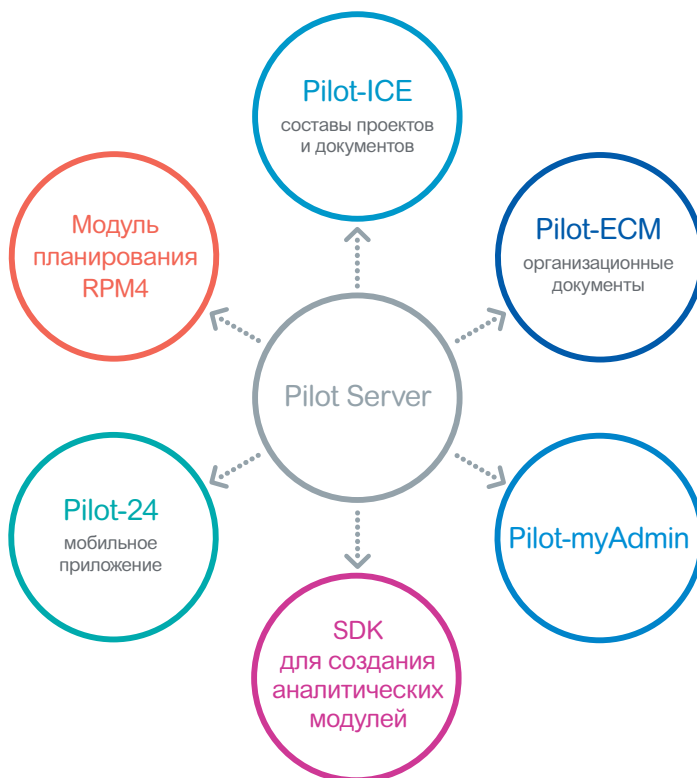 Pilot-ICE
составы проектов
и документов
Модуль
планирования
RPM4
Pilot-ECM
организационные
документы
Pilot Server
Pilot-24
мобильное
приложение
Pilot-myAdmin
SDK
для создания
аналитических
модулей